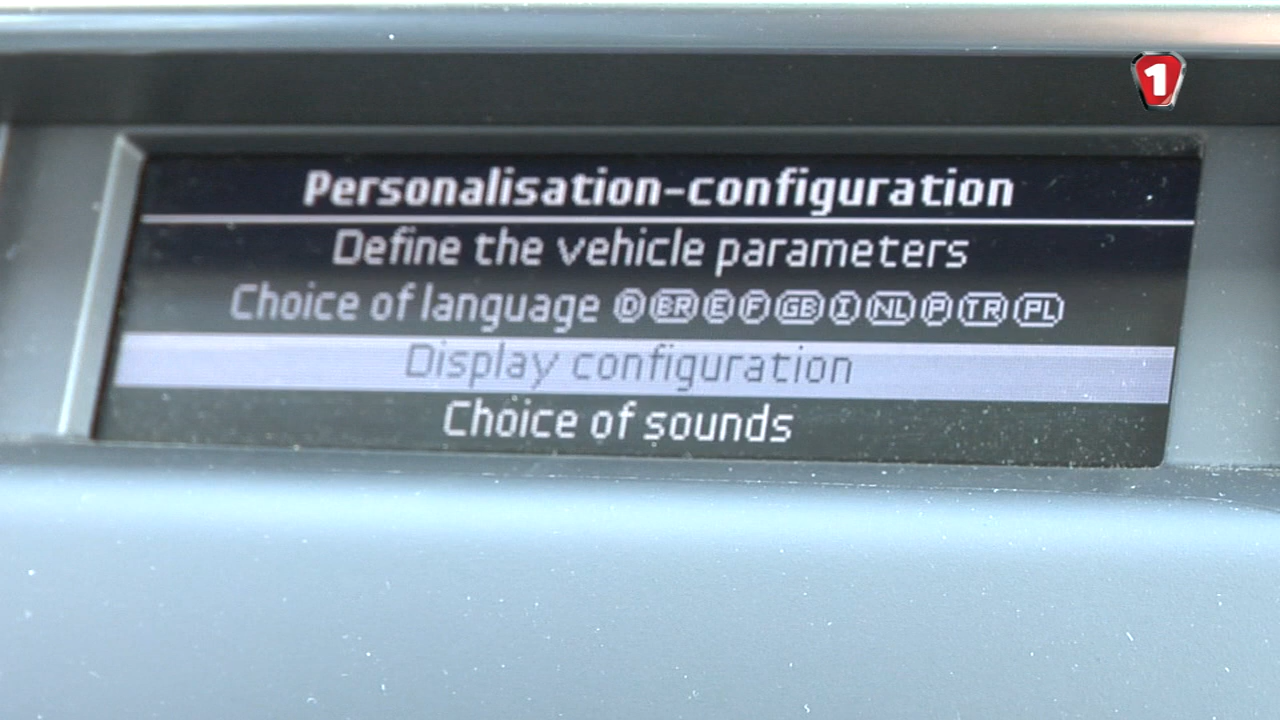 1
Personalisation-configuration
Define the vehicle parameters
Choice of language D BR E F GB I NL P TR PL
Display configuration
Choice of sounds